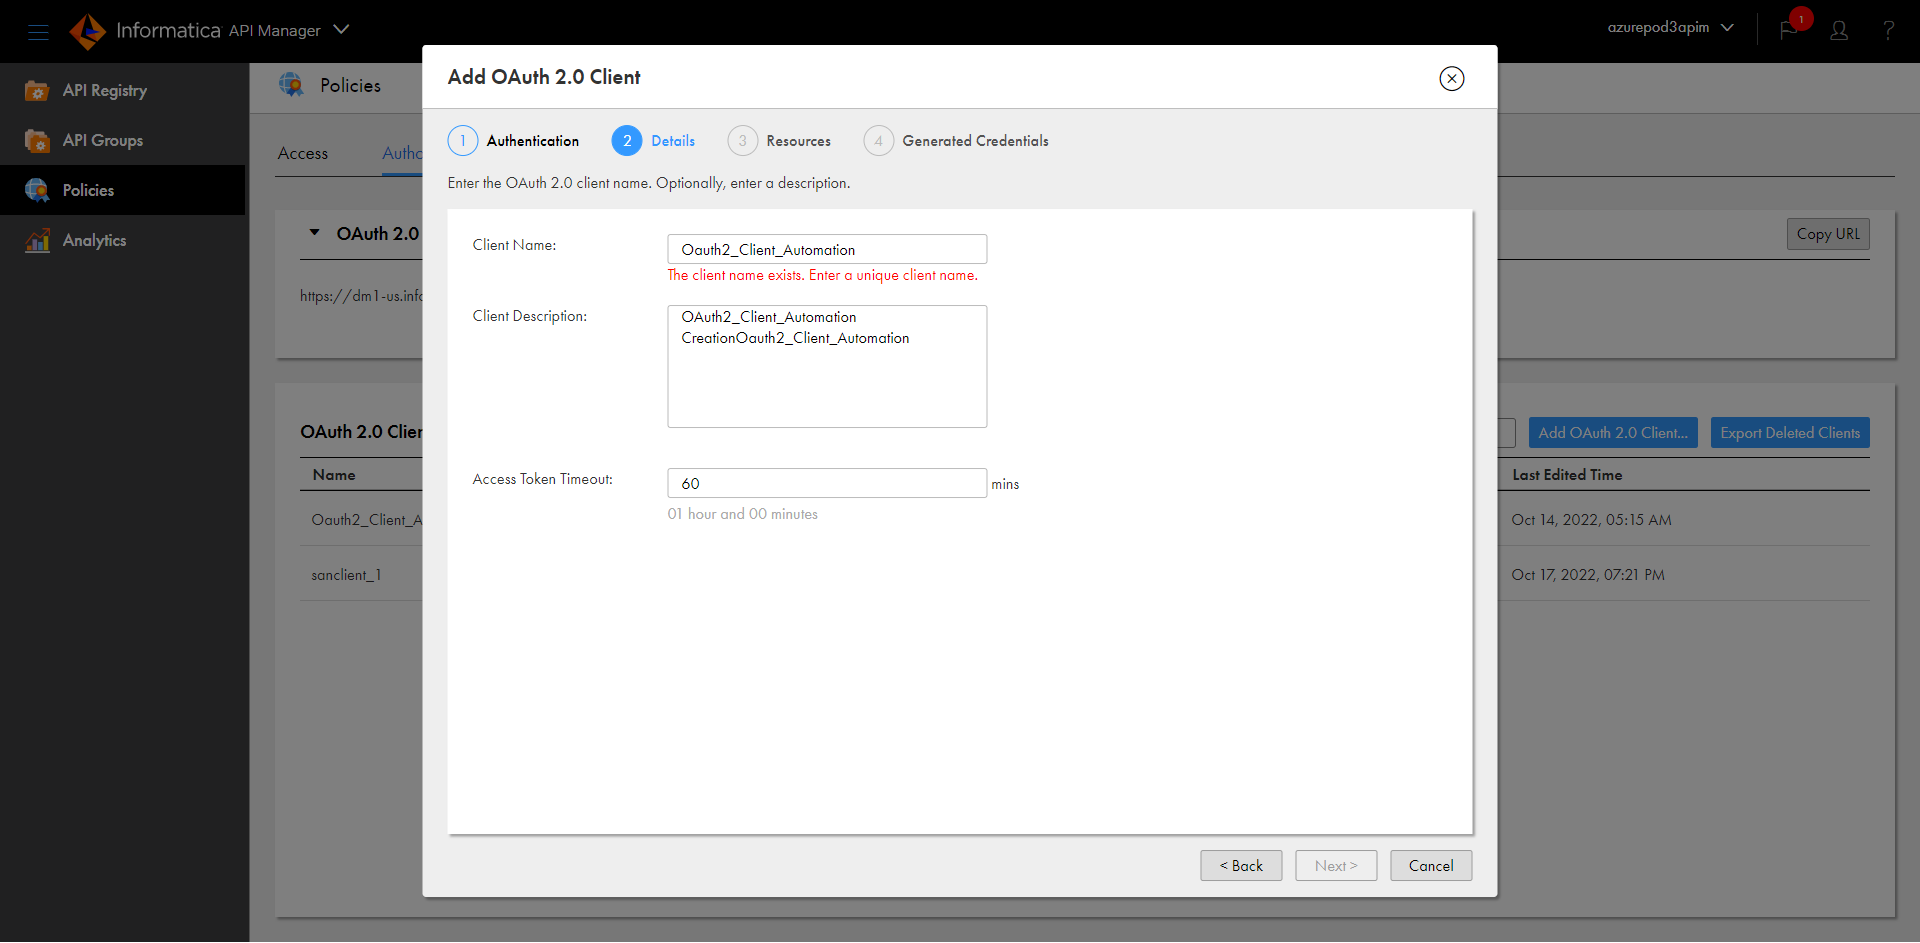 Informatica API Manager
azurepod3apim
1
?
API Registry
API Groups
Policies
Analytics
Policies
Access
Autho
OAuth 2.0
Copy URL
https://dm1-us.info
OAuth 2.0 Clien
Add OAuth 2.0 Client...
Export Deleted Clients
Name
Last Edited Time
Oauth2_Client_A
Oct 14, 2022, 05:15 AM
sanclient_1
Oct 17, 2022, 07:21 PM
Add OAuth 2.0 Client
1 Authentication
2 Details
3 Resources
4 Generated Credentials
Enter the OAuth 2.0 client name. Optionally, enter a description.
Client Name:
Oauth2_Client_Automation
The client name exists. Enter a unique client name.
Client Description:
OAuth2_Client_Automation
CreationOauth2_Client_Automation
Access Token Timeout:
60
mins
01 hour and 00 minutes
< Back
Next >
Cancel